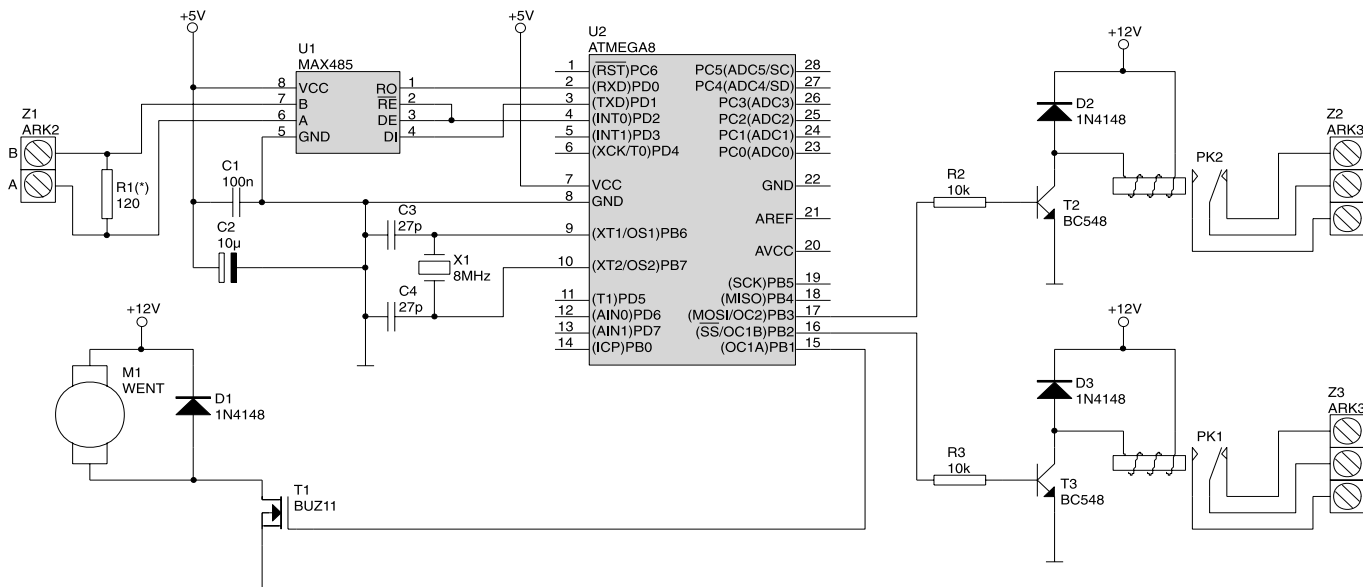 +5V
U1
MAX485
8 VCC RO 1
7 B RE 2
6 A DE 3
5 GND DI 4
Z1
ARK2
B
A
R1(*)
120
C1
100n
C2
10µ
C3
27p
C4
27p
X1
8MHz
+5V
U2
ATMEGA8
1 (RST)PC6 PC5(ADC5/SC) 28
2 (RXD)PD0 PC4(ADC4/SD) 27
3 (TXD)PD1 PC3(ADC3) 26
4 (INT0)PD2 PC2(ADC2) 25
5 (INT1)PD3 PC1(ADC1) 24
6 (XCK/T0)PD4 PC0(ADC0) 23
7 VCC GND 22
8 GND AREF 21
9 (XT1/OS1)PB6 AVCC 20
10 (XT2/OS2)PB7 (SCK)PB5 19
11 (T1)PD5 (MISO)PB4 18
12 (AIN0)PD6 (MOSI/OC2)PB3 17
13 (AIN1)PD7 (SS/OC1B)PB2 16
14 (ICP)PB0 (OC1A)PB1 15
+12V
D2
1N4148
R2
10k
T2
BC548
PK2
Z2
ARK3
+12V
D3
1N4148
R3
10k
T3
BC548
PK1
Z3
ARK3
+12V
M1
WENT
D1
1N4148
T1
BUZ11